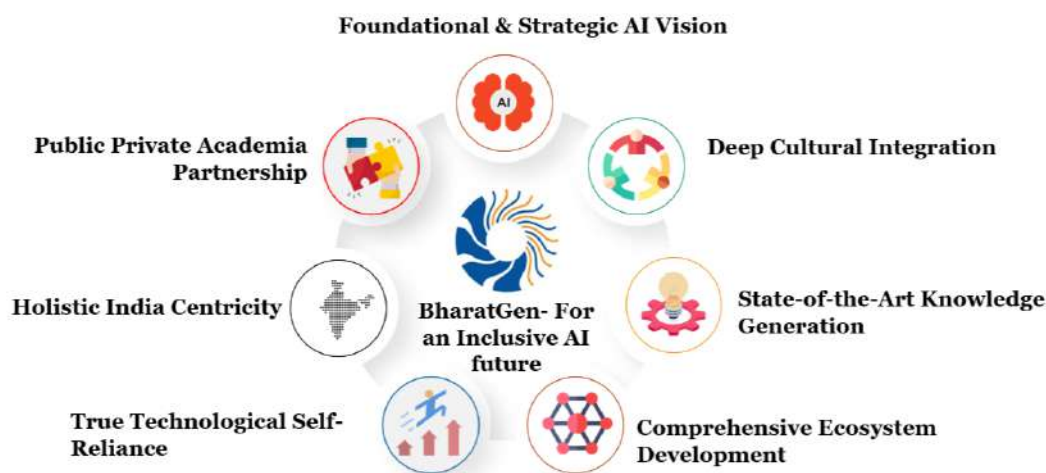 Foundational & Strategic AI Vision
AI
Public Private Academia
Partnership
Deep Cultural Integration
Holistic India Centricity
BharatGen- For
an Inclusive AI
future
State-of-the-Art Knowledge
Generation
True Technological Self-
Reliance
Comprehensive Ecosystem
Development